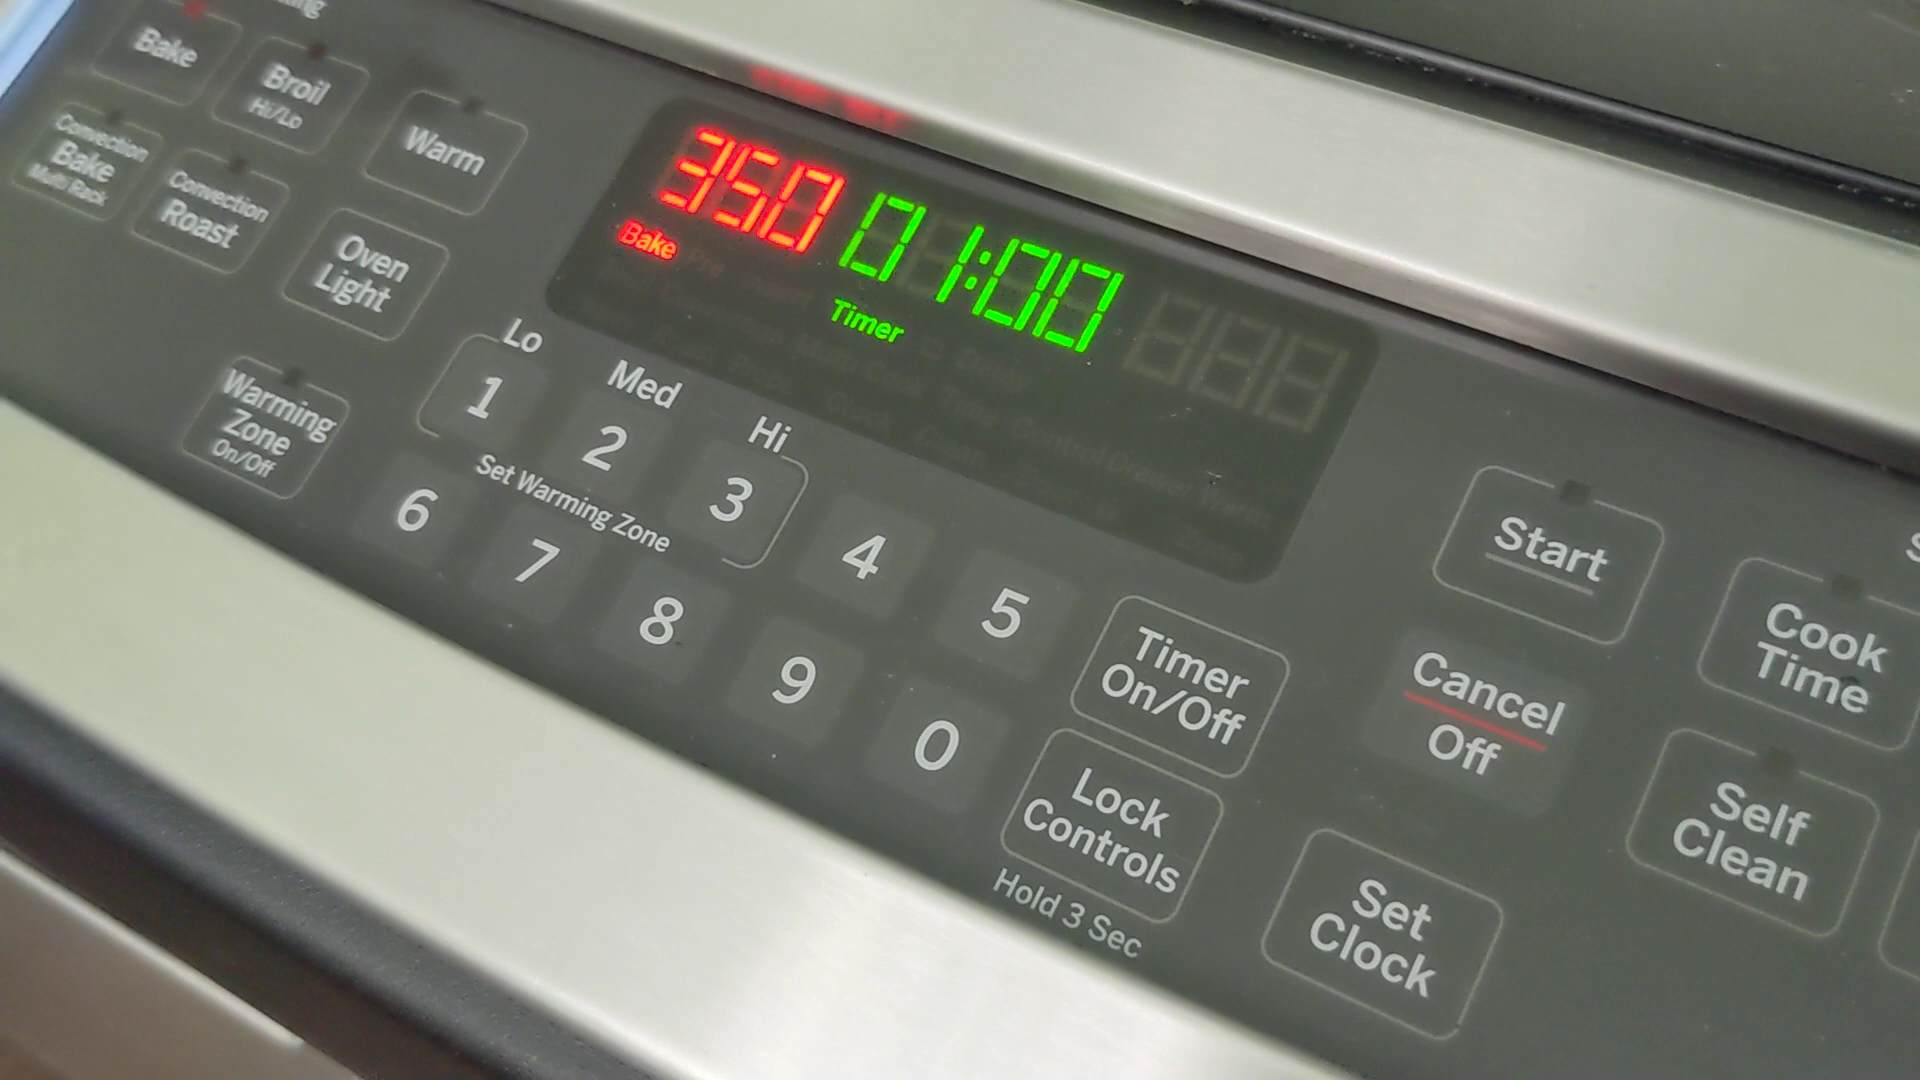 Bake
Broil
Hi/Lo
Warm
Convection
Bake
Multi Rack
Convection
Roast
Oven
Light
Warming
Zone
On/Off
350
Bake
01:00
Timer
Lo
Med
Hi
1
2
3
4
5
Set Warming Zone
6
7
8
9
0
Timer
On/Off
Lock
Controls
Hold 3 Sec
Start
Cancel
Off
Set
Clock
Cook
Time
Self
Clean